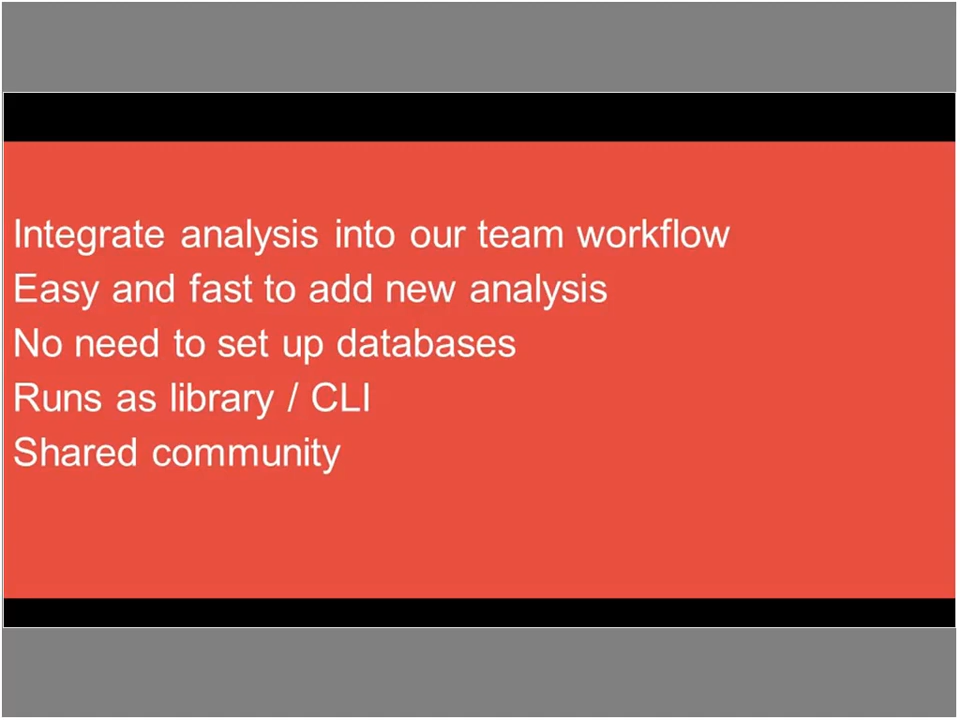 Integrate analysis into our team workflow
Easy and fast to add new analysis
No need to set up databases
Runs as library / CLI
Shared community